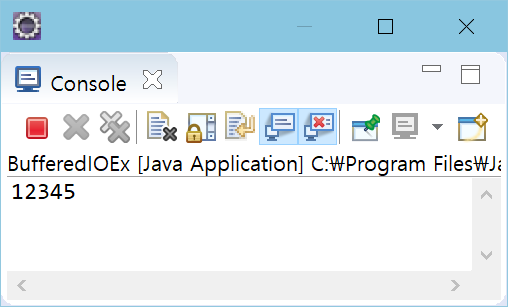 Console
BufferedIOEx [Java Application] C:₩Program Files₩Ja
12345